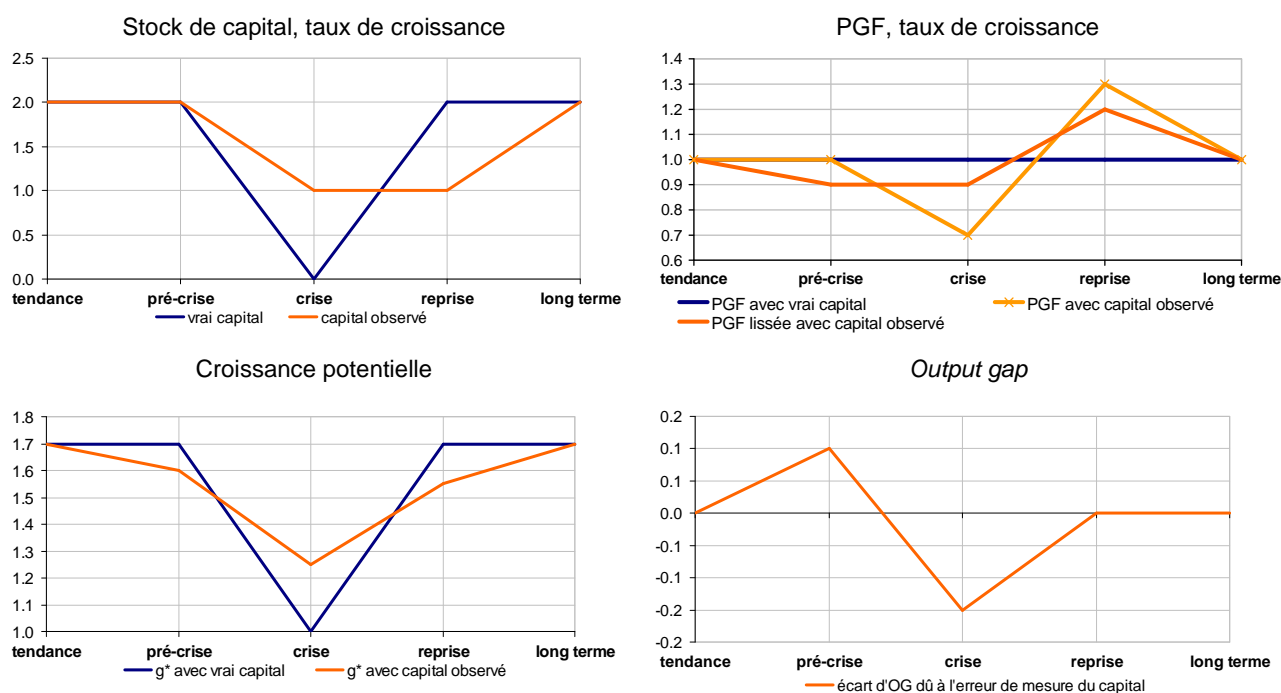 Stock de capital, taux de croissance
2.5
2.0
1.5
1.0
0.5
0.0
tendance pré-crise crise reprise long terme
vrai capital capital observé
PGF, taux de croissance
1.4
1.3
1.2
1.1
1.0
0.9
0.8
0.7
0.6
tendance pré-crise crise reprise long terme
PGF avec vrai capital PGF avec capital observé
PGF lissée avec capital observé
Croissance potentielle
1.8
1.7
1.6
1.5
1.4
1.3
1.2
1.1
1.0
tendance pré-crise crise reprise long terme
g* avec vrai capital g* avec capital observé
Output gap
0.2
0.1
0.1
0.0
-0.1
-0.1
-0.2
-0.2
tendance pré-crise crise reprise long terme
écart d'OG dû à l'erreur de mesure du capital